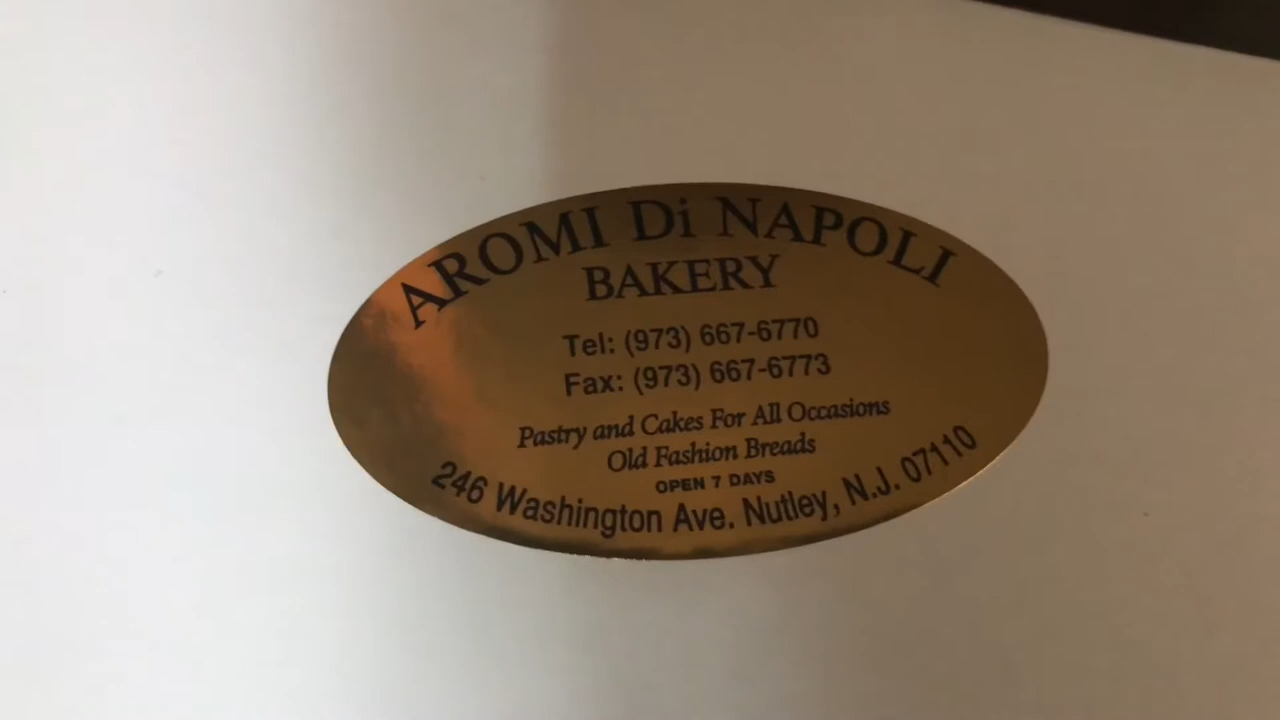 AROMI Di NAPOLI
BAKERY
Tel: (973) 667-6770
Fax: (973) 667-6773
Pastry and Cakes For All Occasions
Old Fashion Breads
OPEN 7 DAYS
246 Washington Ave. Nutley, N.J. 07110